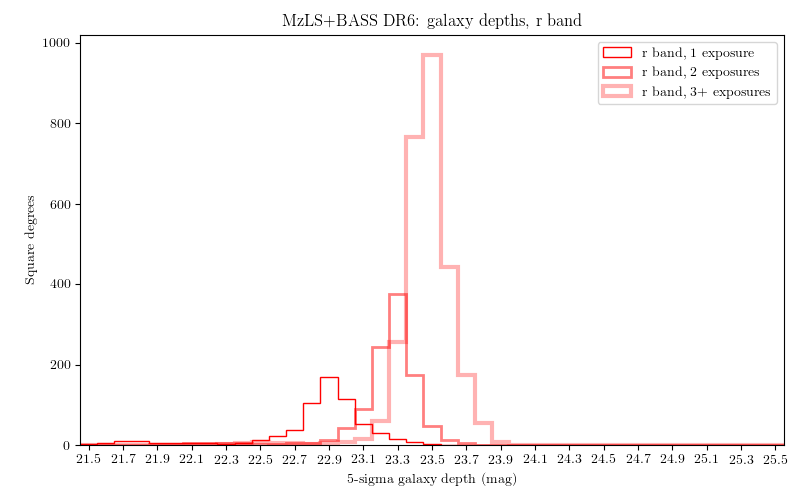 MzLS+BASS DR6: galaxy depths, r band
r band, 1 exposure
r band, 2 exposures
r band, 3+ exposures
1000
800
600
400
200
0
Square degrees
21.5 21.7 21.9 22.1 22.3 22.5 22.7 22.9 23.1 23.3 23.5 23.7 23.9 24.1 24.3 24.5 24.7 24.9 25.1 25.3 25.5
5-sigma galaxy depth (mag)